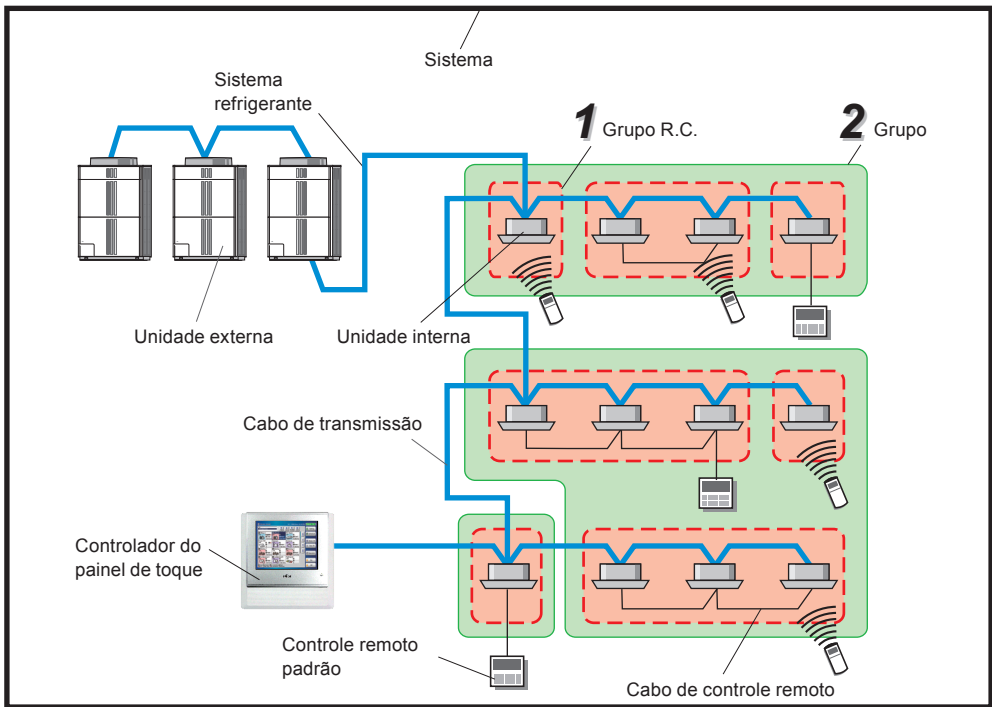 Sistema
Sistema
refrigerante
1 Grupo R.C.
2 Grupo
Unidade externa
Unidade interna
Cabo de transmissão
Controlador do
painel de toque
Controle remoto
padrão
Cabo de controle remoto